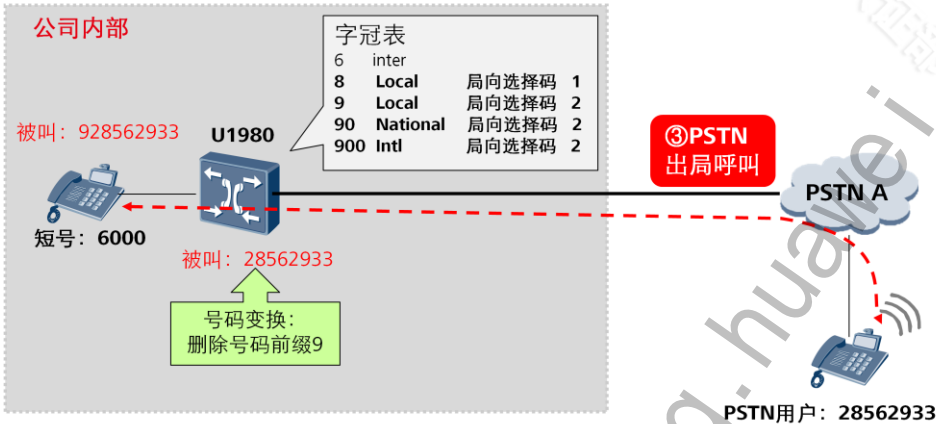 公司内部
字冠表
6 inter
8 Local 局向选择码 1
9 Local 局向选择码 2
90 National 局向选择码 2
900 Intl 局向选择码 2
被叫：928562933
U1980
③PSTN
出局呼叫
PSTN A
短号：6000
被叫：28562933
号码变换：
删除号码前缀9
PSTN用户：28562933
g.huawei